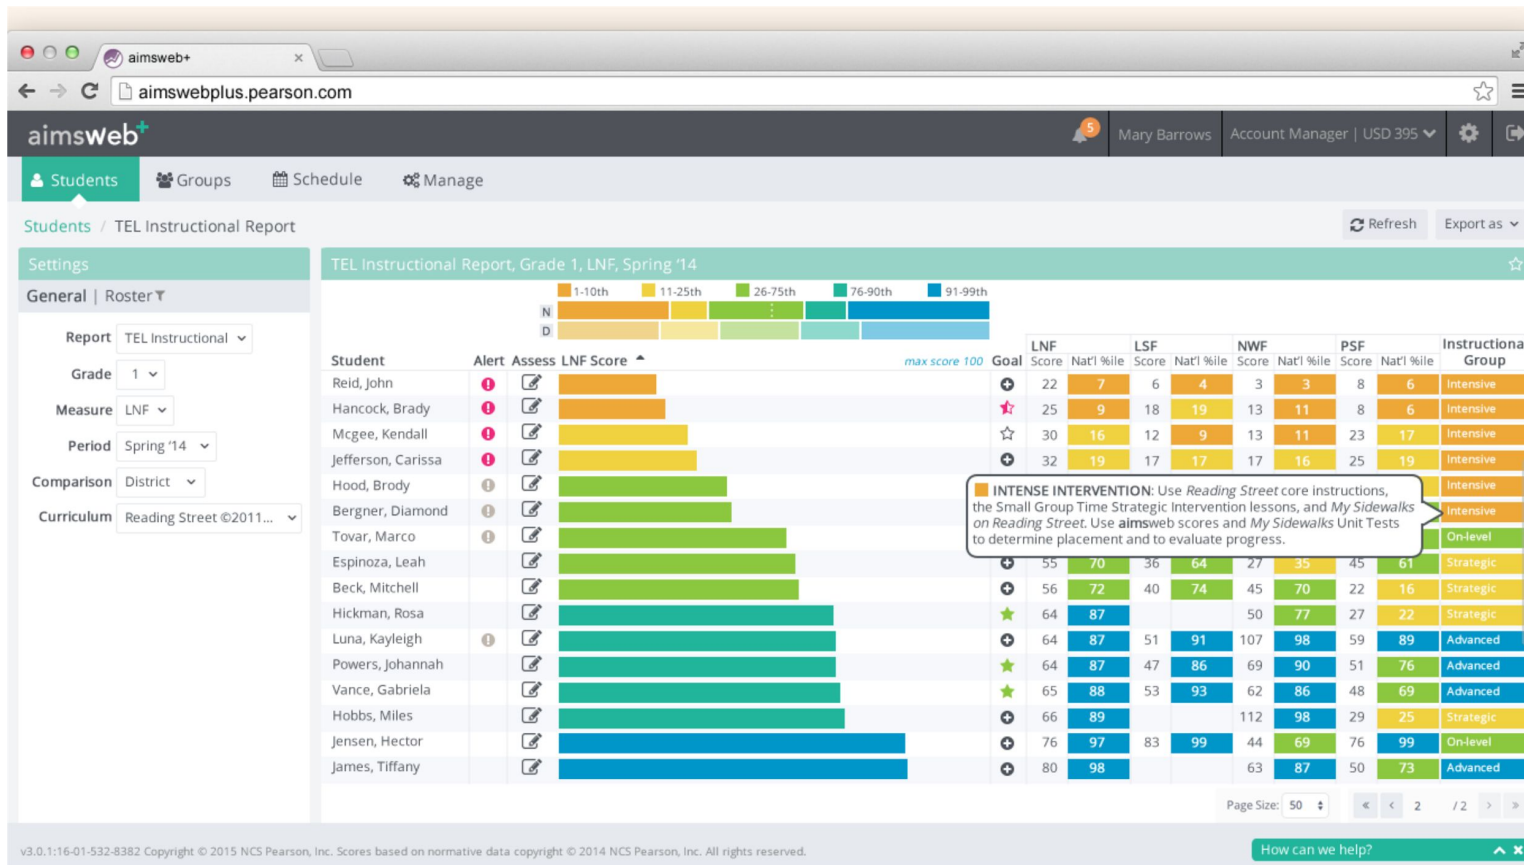 aimsweb+
aimswebplus.pearson.com
aimsweb+
5
Mary Barrows
Account Manager | USD 395
Students
Groups
Schedule
Manage
Students / TEL Instructional Report
Refresh
Export as
Settings
General | Roster
Report TEL Instructional
Grade 1
Measure LNF
Period Spring '14
Comparison District
Curriculum Reading Street ©2011...
TEL Instructional Report, Grade 1, LNF, Spring '14
1-10th 11-25th 26-75th 76-90th 91-99th
N
D
LNF LSF NWF PSF Instructiona
Student Alert Assess LNF Score max score 100 Goal Score Nat'l %ile Score Nat'l %ile Score Nat'l %ile Score Nat'l %ile Group
Reid, John 22 7 6 4 3 3 8 6 Intensive
Hancock, Brady 25 9 18 19 13 11 8 6 Intensive
Mcgee, Kendall 30 16 12 9 13 11 23 17 Intensive
Jefferson, Carissa 32 19 17 17 17 16 25 19 Intensive
Hood, Brody Intensive
Bergner, Diamond Intensive
Tovar, Marco On-level
INTENSE INTERVENTION: Use Reading Street core instructions,
the Small Group Time Strategic Intervention lessons, and My Sidewalks
on Reading Street. Use aimsweb scores and My Sidewalks Unit Tests
to determine placement and to evaluate progress.
Espinoza, Leah 55 70 36 64 27 35 45 61 Strategic
Beck, Mitchell 56 72 40 74 45 70 22 16 Strategic
Hickman, Rosa 64 87 50 77 27 22 Strategic
Luna, Kayleigh 64 87 51 91 107 98 59 89 Advanced
Powers, Johannah 64 87 47 86 69 90 51 76 Advanced
Vance, Gabriela 65 88 53 93 62 86 48 69 Advanced
Hobbs, Miles 66 89 112 98 29 25 Strategic
Jensen, Hector 76 97 83 99 44 69 76 99 On-level
James, Tiffany 80 98 63 87 50 73 Advanced
Page Size: 50 « ‹ 2 / 2 › »
v3.0.1:16-01-532-8382 Copyright © 2015 NCS Pearson, Inc. Scores based on normative data copyright © 2014 NCS Pearson, Inc. All rights reserved.
How can we help?